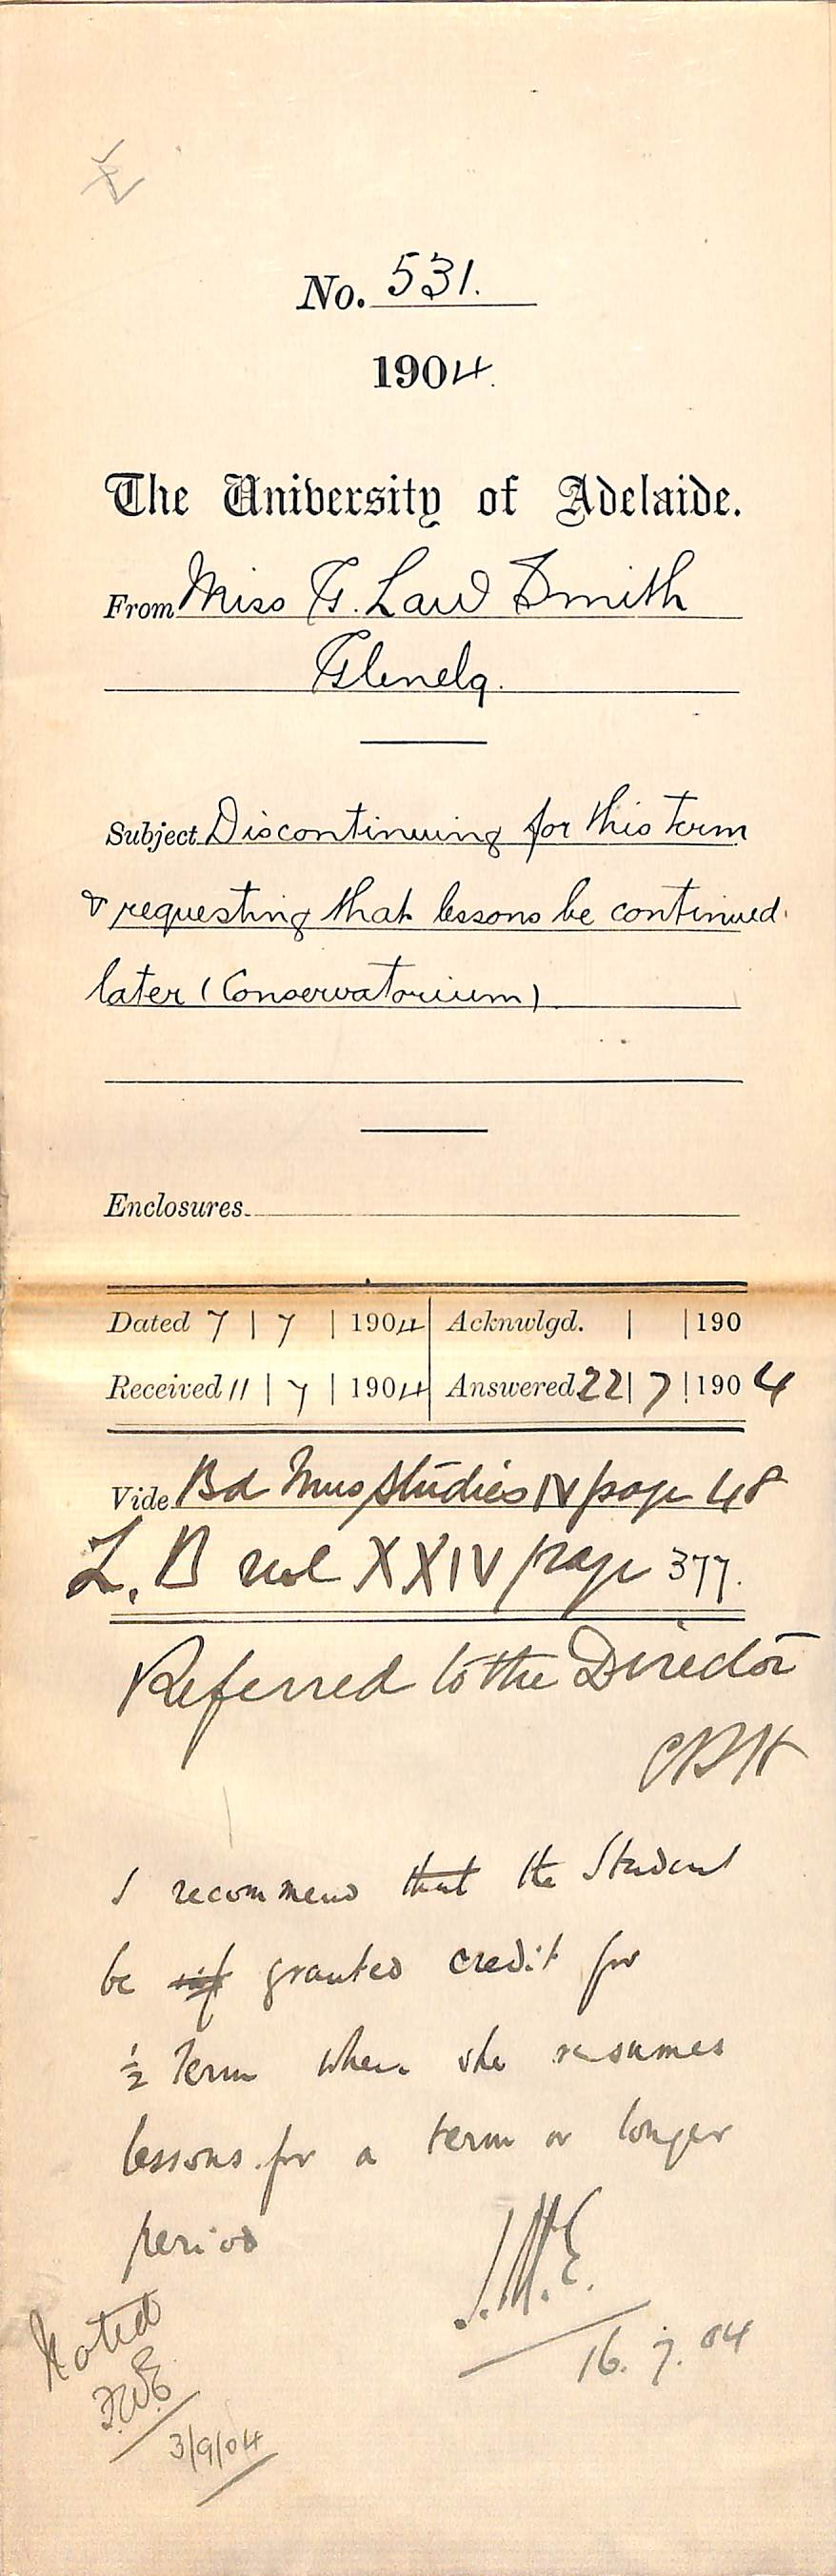 No. 531.
1904.
The University of Adelaide.
From Miss G. Law Smith
Glenelg.
Subject Discontinuing for this term
& requesting that lessons be continued
later (Conservatorium)
Enclosures
Dated 7 | 7 | 1904 Acknwlgd. | | 190
Received 11 | 7 | 1904 Answered 22 | 7 | 1904
Vide Bd Mus Studies IV page 48
L. B vol XXIV page 377.
Referred to the Director
CRH
I recommend that the Student
be granted credit for
½ Term when she resumes
lessons for a term or longer
period
J.M.E.
16. 7. 04
Noted
F.W.E.
3/9/04